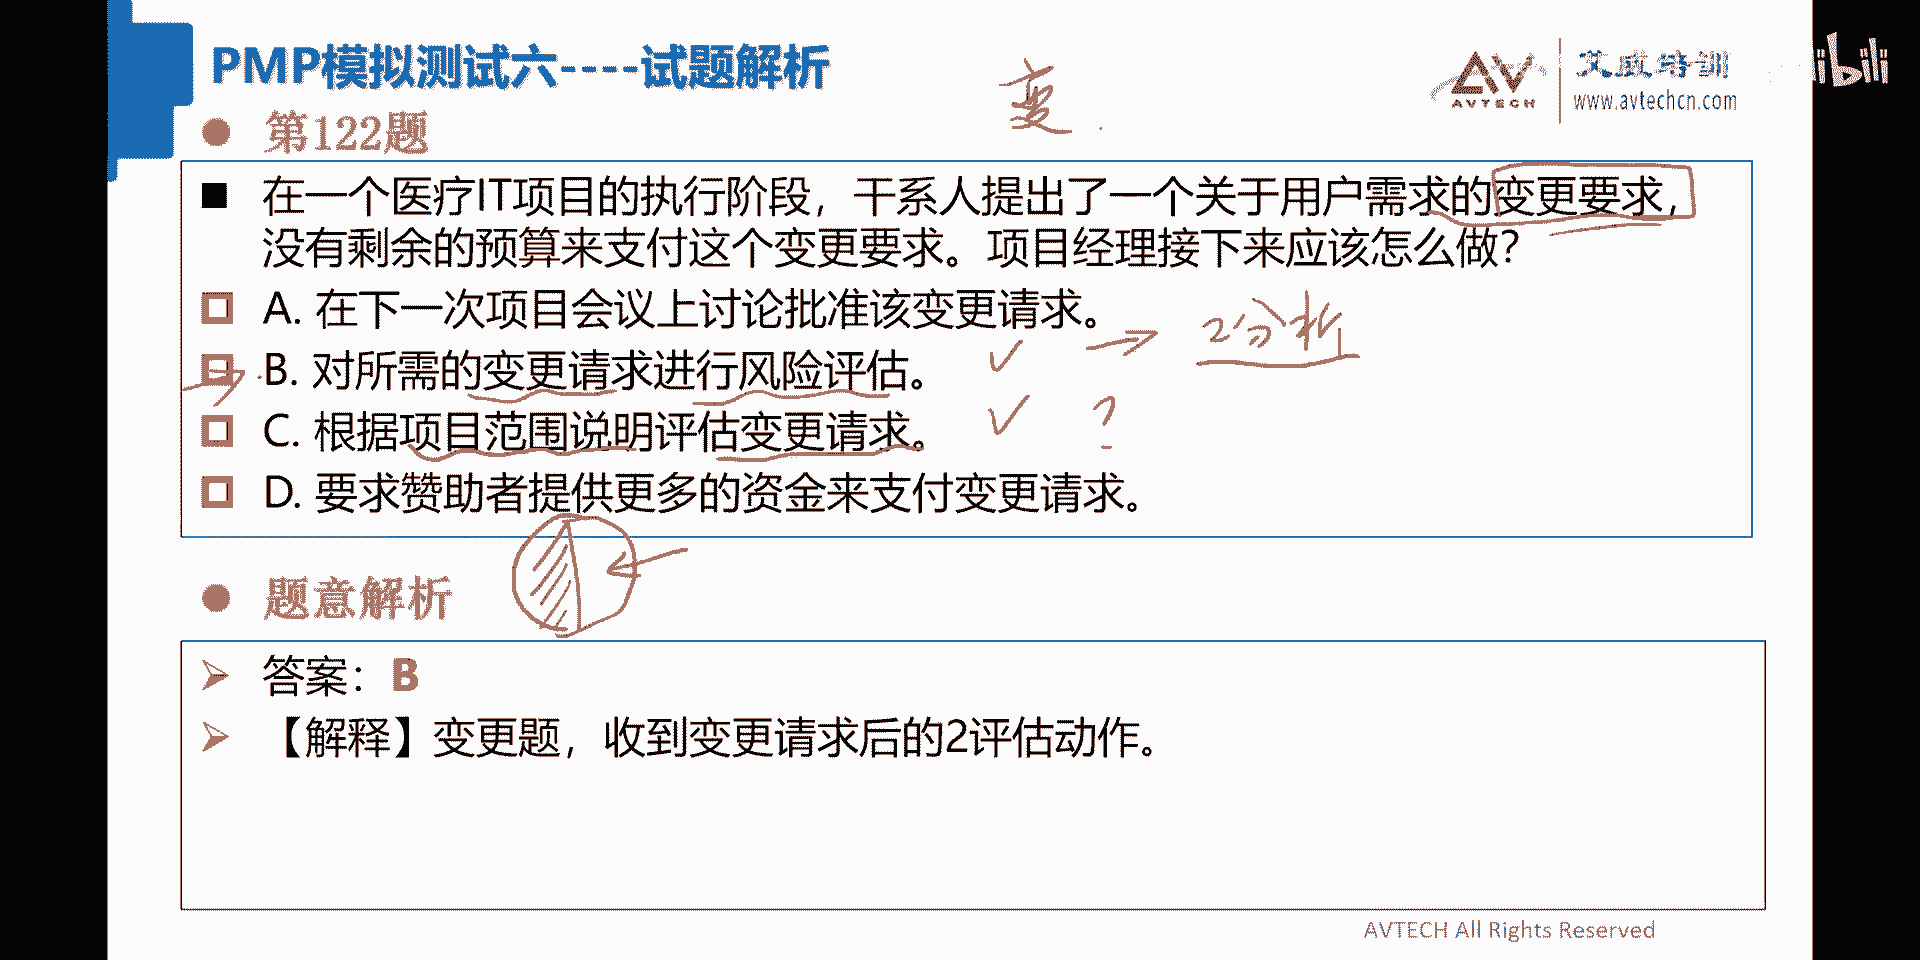 PMP模拟测试六----试题解析
变
AVTECH
艾威培训
www.avtechcn.com
第122题
在一个医疗IT项目的执行阶段，干系人提出了一个关于用户需求的变更要求，
没有剩余的预算来支付这个变更要求。项目经理接下来应该怎么做？
A. 在下一次项目会议上讨论批准该变更请求。
2分析
B. 对所需的变更请求进行风险评估。
C. 根据项目范围说明评估变更请求。
?
D. 要求赞助者提供更多的资金来支付变更请求。
题意解析
答案：B
【解释】变更题，收到变更请求后的2评估动作。
AVTECH All Rights Reserved